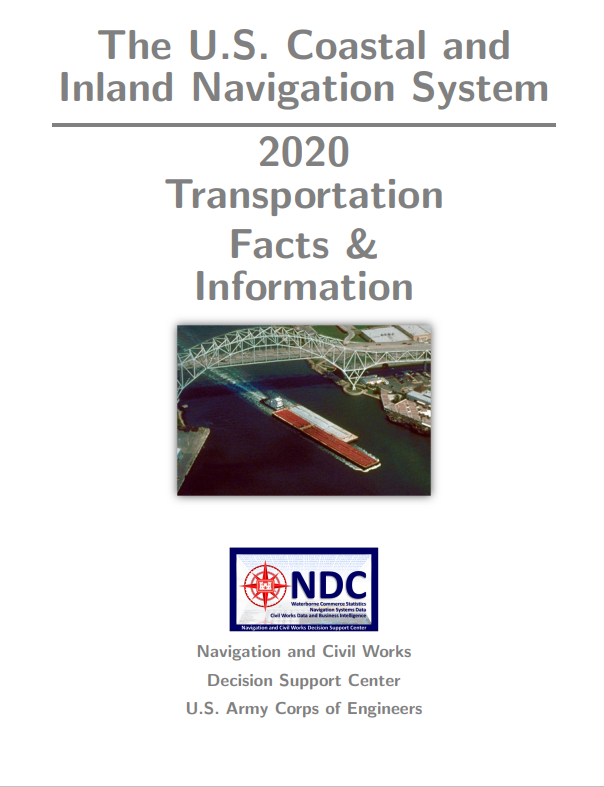 The U.S. Coastal and
Inland Navigation System
2020
Transportation
Facts &
Information
NDC
Waterborne Commerce Statistics
Navigation Systems Data
Civil Works Data and Business Intelligence
Navigation and Civil Works Decision Support Center
Navigation and Civil Works
Decision Support Center
U.S. Army Corps of Engineers